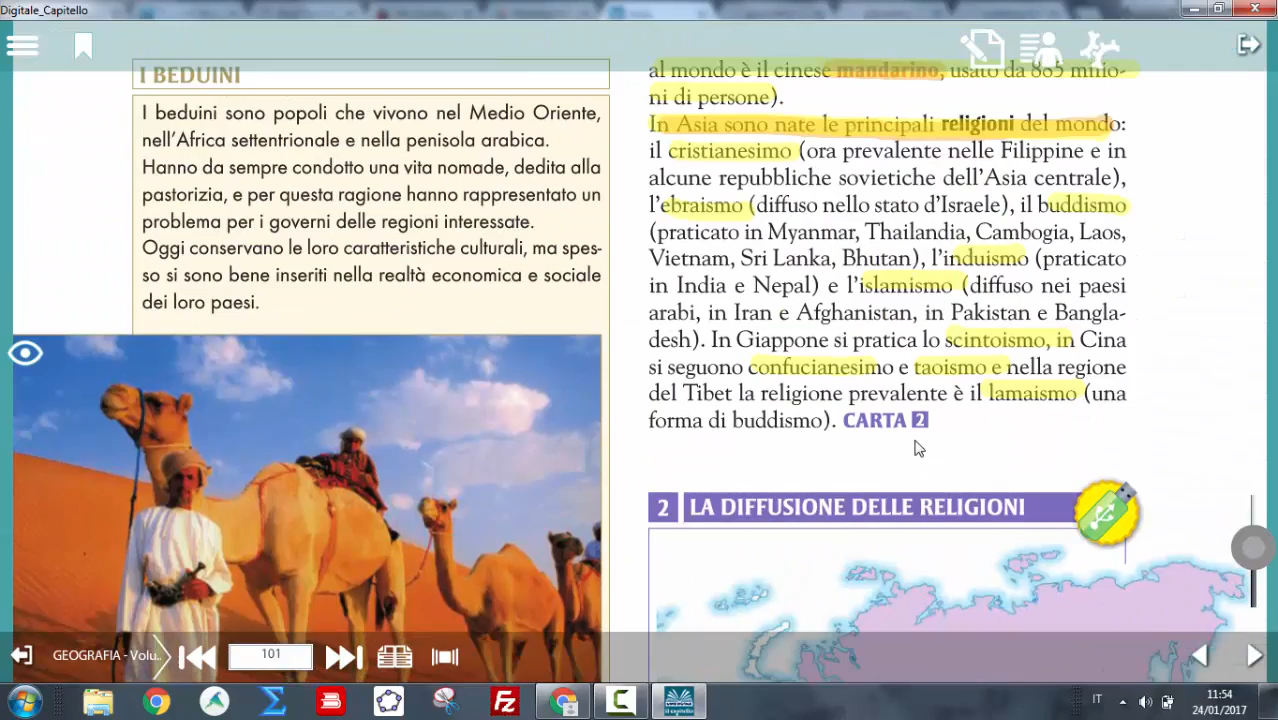 Digitale_Capitello
I BEDUINI
I beduini sono popoli che vivono nel Medio Oriente,
nell'Africa settentrionale e nella penisola arabica.
Hanno da sempre condotto una vita nomade, dedita alla
pastorizia, e per questa ragione hanno rappresentato un
problema per i governi delle regioni interessate.
Oggi conservano le loro caratteristiche culturali, ma spes-
so si sono bene inseriti nella realtà economica e sociale
dei loro paesi.
al mondo è il cinese mandarino, usato da 865 milio-
ni di persone).
In Asia sono nate le principali religioni del mondo:
il cristianesimo (ora prevalente nelle Filippine e in
alcune repubbliche sovietiche dell'Asia centrale),
l'ebraismo (diffuso nello stato d'Israele), il buddismo
(praticato in Myanmar, Thailandia, Cambogia, Laos,
Vietnam, Sri Lanka, Bhutan), l'induismo (praticato
in India e Nepal) e l'islamismo (diffuso nei paesi
arabi, in Iran e Afghanistan, in Pakistan e Bangla-
desh). In Giappone si pratica lo scintoismo, in Cina
si seguono confucianesimo e taoismo e nella regione
del Tibet la religione prevalente è il lamaismo (una
forma di buddismo). CARTA 2
2 LA DIFFUSIONE DELLE RELIGIONI
GEOGRAFIA - Volu..
101
il capitello
IT
11:54
24/01/2017